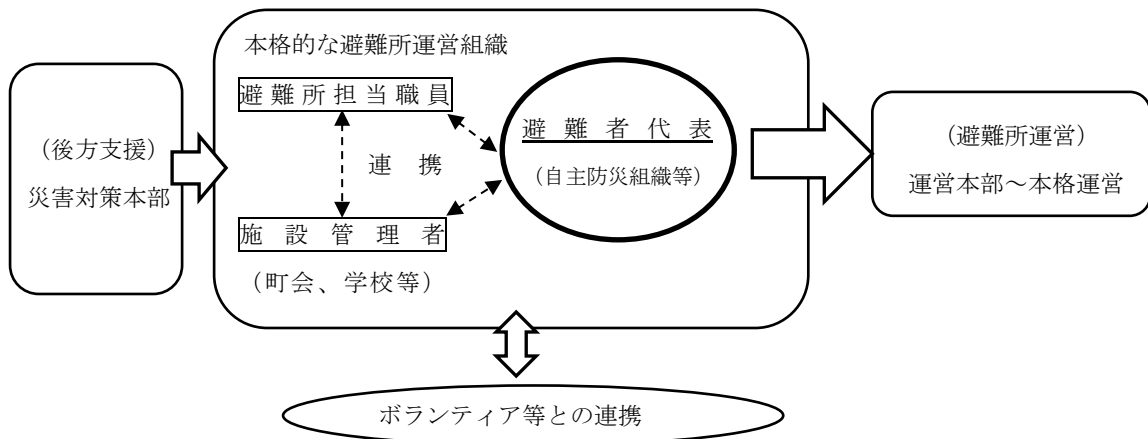 本格的な避難所運営組織
(後方支援)
災害対策本部
避難所担当職員
連　携
施設管理者
(町会、学校等)
避難者代表
(自主防災組織等)
(避難所運営)
運営本部～本格運営
ボランティア等との連携